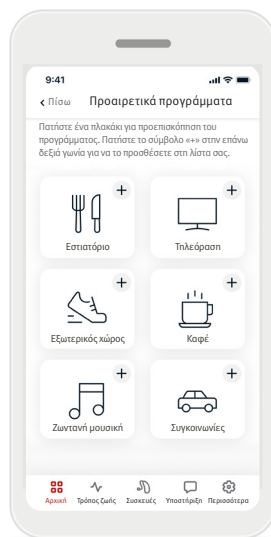 9:41
Πίσω Προαιρετικά προγράμματα
Πατήστε ένα πλακάκι για προεπισκόπηση του
προγράμματος. Πατήστε το σύμβολο «+» στην επάνω
δεξιά γωνία για να το προσθέσετε στη λίστα σας.
+ +
Εστιατόριο Τηλεόραση
+ +
Εξωτερικός χώρος Καφέ
+ +
Ζωντανή μουσική Συγκοινωνίες
Αρχική Τρόπος ζωής Συσκευές Υποστήριξη Περισσότερα